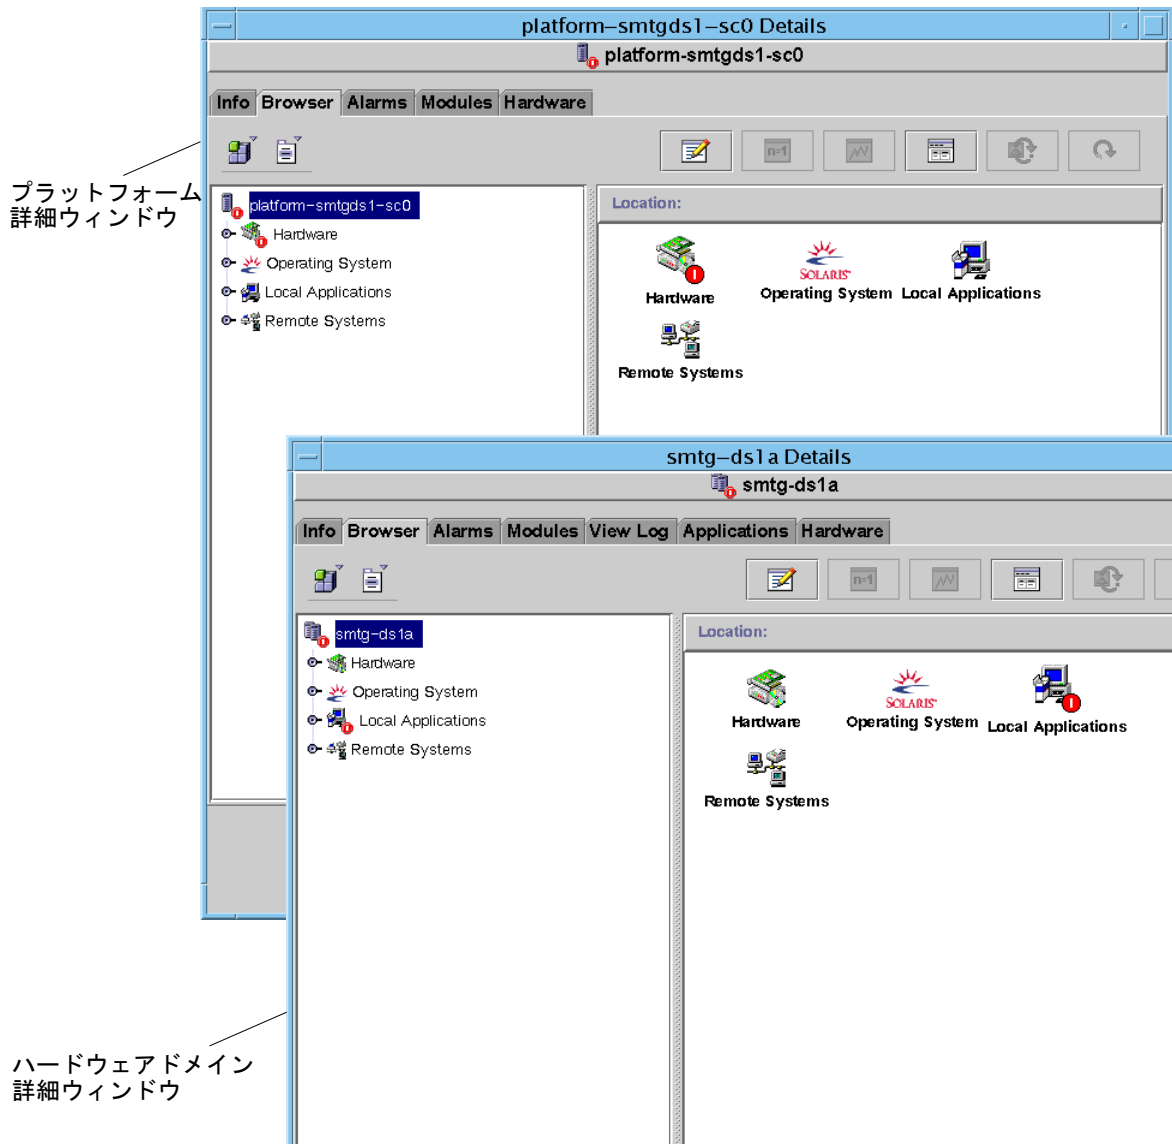 platform-smtgds1-sc0 Details
platform-smtgds1-sc0
Info Browser Alarms Modules Hardware
n=1
プラットフォーム
詳細ウィンドウ
platform-smtgds1-sc0
Hardware
Operating System
Local Applications
Remote Systems
Location:
SOLARIS
Hardware Operating System Local Applications
Remote Systems
smtg-ds1a Details
smtg-ds1a
Info Browser Alarms Modules View Log Applications Hardware
n=1
smtg-ds1a
Hardware
Operating System
Local Applications
Remote Systems
Location:
SOLARIS
Hardware Operating System Local Applications
Remote Systems
ハードウェアドメイン
詳細ウィンドウ